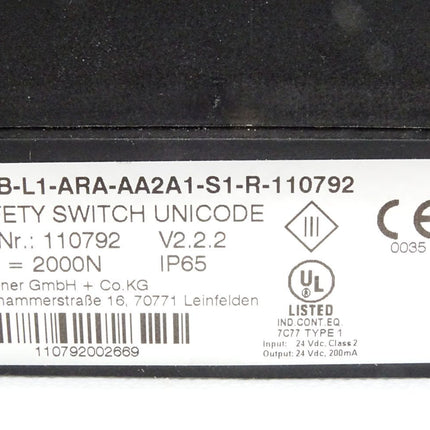 B-L1-ARA-AA2A1-S1-R-110792
ETY SWITCH UNICODE
Nr.: 110792 V2.2.2
= 2000N IP65
ner GmbH + Co.KG
hammerstraße 16, 70771 Leinfelden
110792002669
III
CE
0035
UL
LISTED
IND.CONT.EQ.
7C77 TYPE 1
Input: 24 Vdc, Class 2
Output: 24 Vdc, 200mA